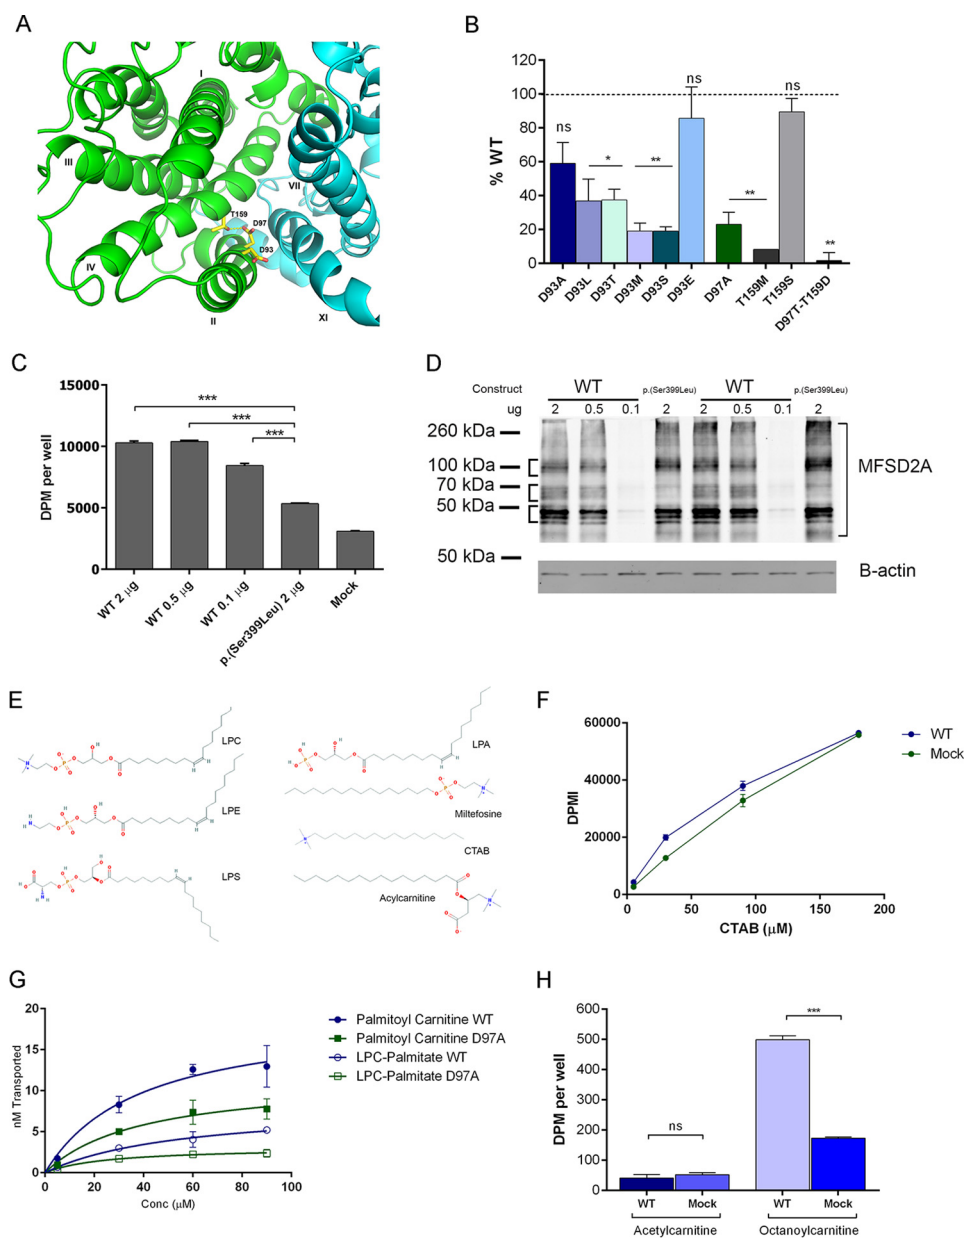 A
I
III
VII
T159
D97
D93
IV
II
XI
B
% WT
120
100
80
60
40
20
0
ns
*
**
ns
**
ns
**
D93A
D93L
D93T
D93M
D93S
D93E
D97A
T159M
T159S
D97T-T159D
C
DPM per well
15000
10000
5000
0
***
***
***
WT 2 μg
WT 0.5 μg
WT 0.1 μg
p.(Ser399Leu) 2 μg
Mock
D
Construct WT p.(Ser399Leu) WT p.(Ser399Leu)
ug 2 0.5 0.1 2 2 0.5 0.1 2
260 kDa
100 kDa
70 kDa
50 kDa
MFSD2A
50 kDa
B-actin
E
LPC
LPE
LPS
LPA
Miltefosine
CTAB
Acylcarnitine
F
DPMI
60000
40000
20000
0
0 50 100 150 200
CTAB (μM)
WT
Mock
G
nM Transported
20
15
10
5
0
0 20 40 60 80 100
Conc (μM)
Palmitoyl Carnitine WT
Palmitoyl Carnitine D97A
LPC-Palmitate WT
LPC-Palmitate D97A
H
DPM per well
600
500
400
300
200
100
0
ns
***
WT Mock WT Mock
Acetylcarnitine Octanoylcarnitine